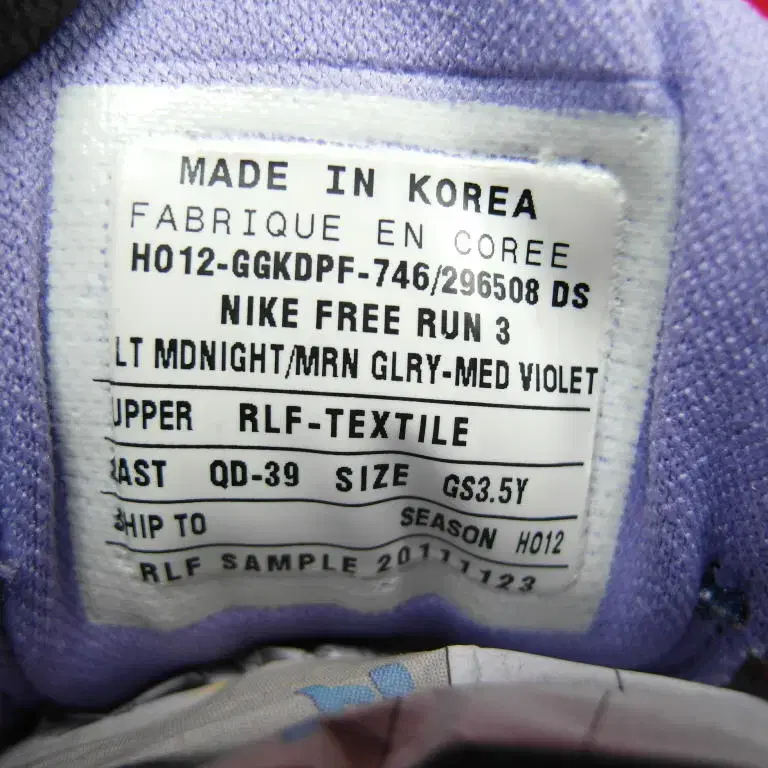 MADE IN KOREA
FABRIQUE EN COREE
HO12-GGKDPF-746/296508 DS
NIKE FREE RUN 3
LT MDNIGHT/MRN GLRY-MED VIOLET
UPPER RLF-TEXTILE
LAST QD-39 SIZE GS3.5Y
SHIP TO SEASON HO12
RLF SAMPLE 20111123